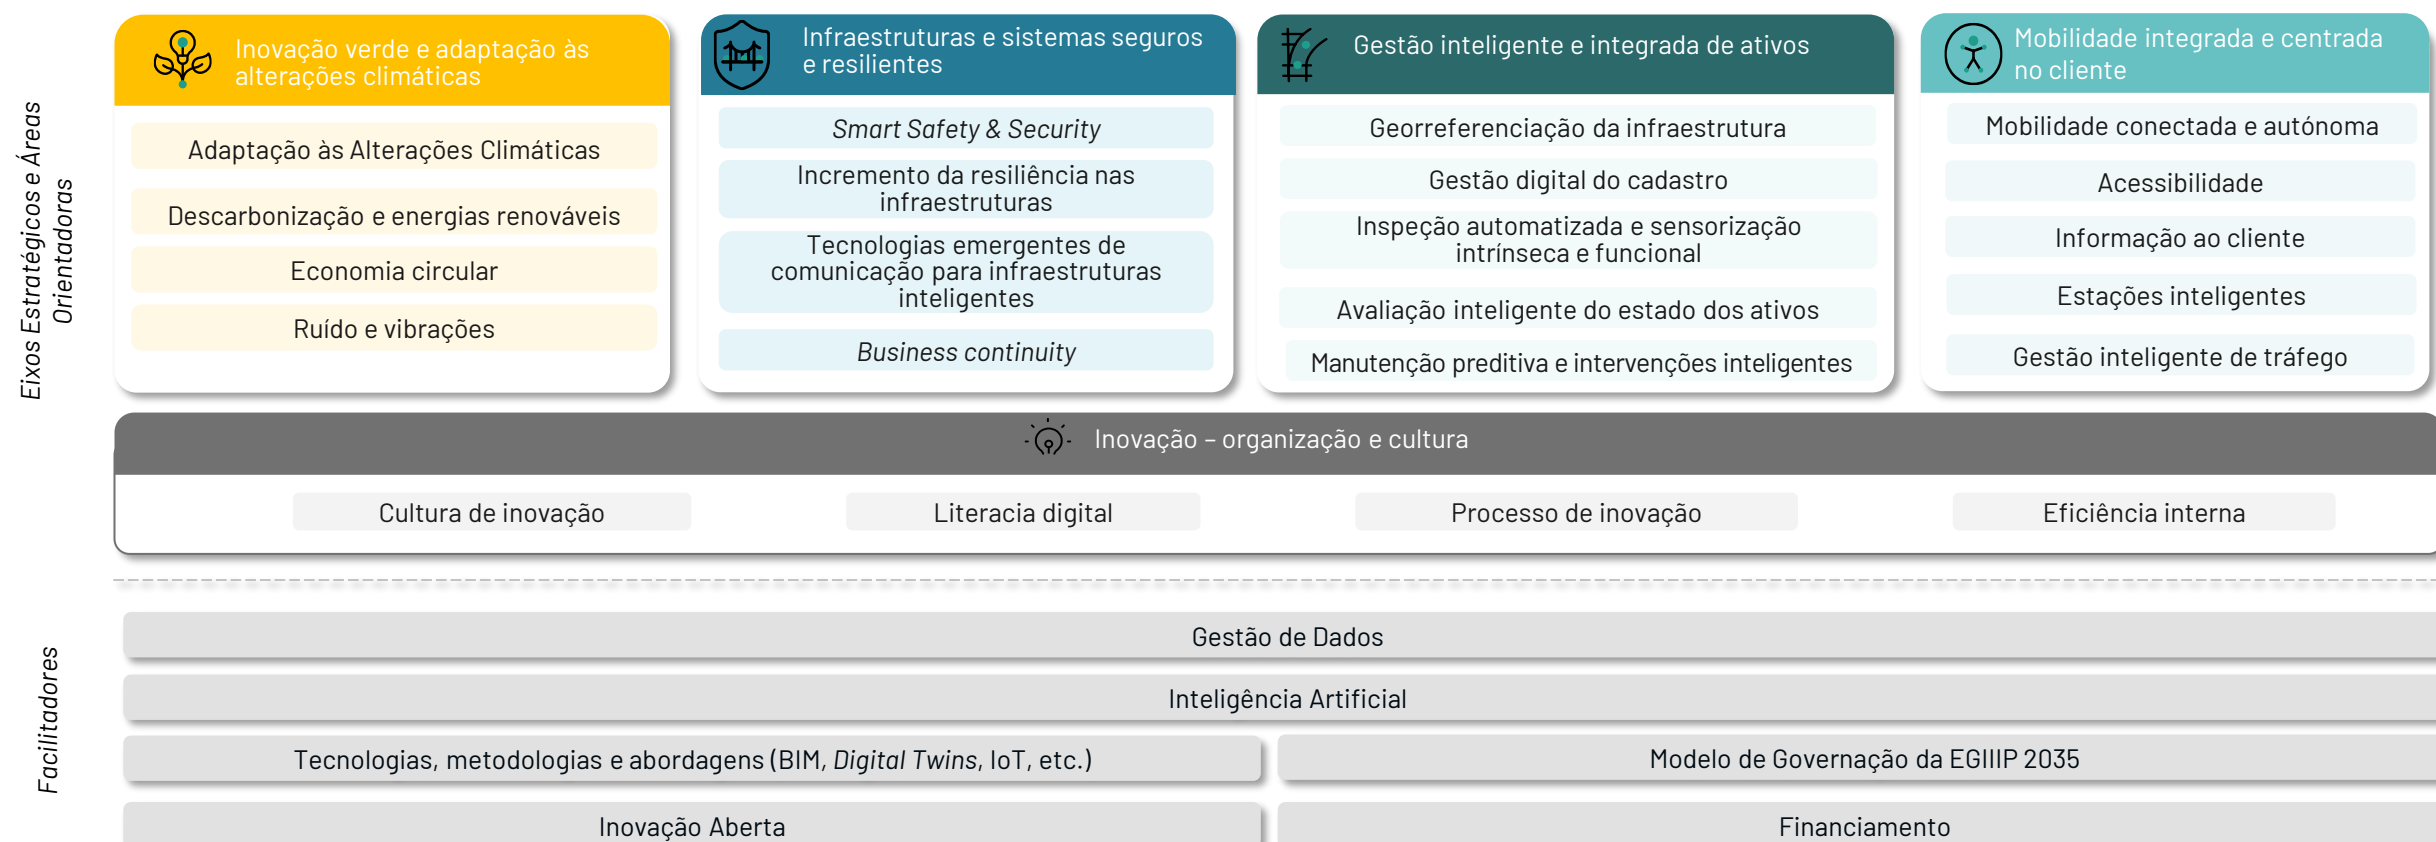 Eixos Estratégicos e Áreas
Orientadoras
Inovação verde e adaptação às
alterações climáticas
Adaptação às Alterações Climáticas
Descarbonização e energias renováveis
Economia circular
Ruído e vibrações
Infraestruturas e sistemas seguros
e resilientes
Smart Safety & Security
Incremento da resiliência nas
infraestruturas
Tecnologias emergentes de
comunicação para infraestruturas
inteligentes
Business continuity
Gestão inteligente e integrada de ativos
Georreferenciação da infraestrutura
Gestão digital do cadastro
Inspeção automatizada e sensorização
intrínseca e funcional
Avaliação inteligente do estado dos ativos
Manutenção preditiva e intervenções inteligentes
Mobilidade integrada e centrada
no cliente
Mobilidade conectada e autónoma
Acessibilidade
Informação ao cliente
Estações inteligentes
Gestão inteligente de tráfego
Inovação – organização e cultura
Cultura de inovação
Literacia digital
Processo de inovação
Eficiência interna
Facilitadores
Gestão de Dados
Inteligência Artificial
Tecnologias, metodologias e abordagens (BIM, Digital Twins, IoT, etc.)
Modelo de Governação da EGIIIP 2035
Inovação Aberta
Financiamento